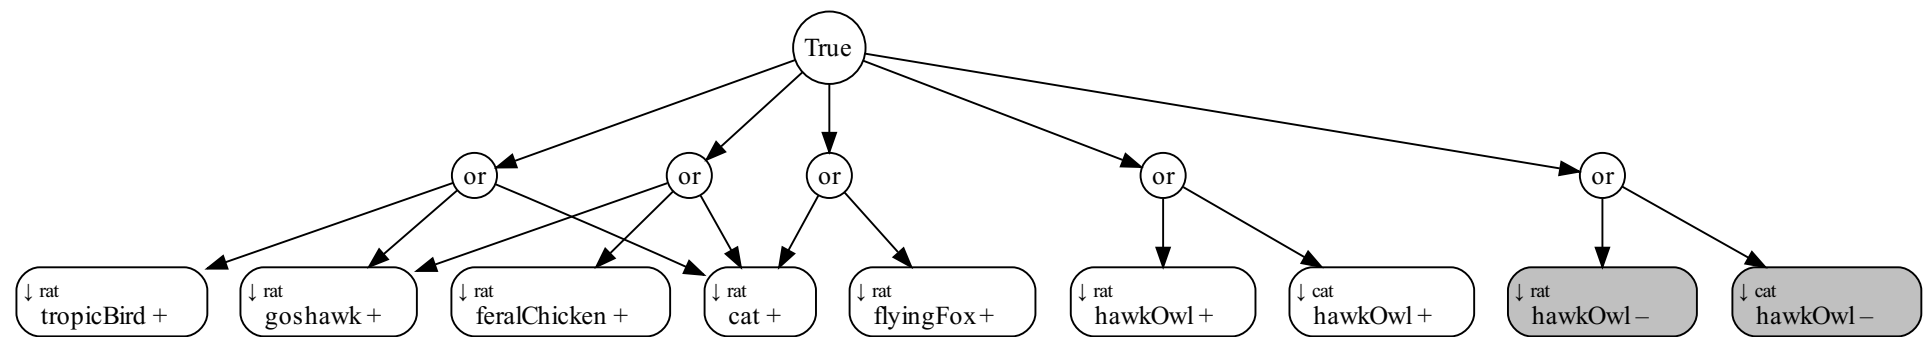 True
or
or
or
or
or
↓ rat
tropicBird +
↓ rat
goshawk +
↓ rat
feralChicken +
↓ rat
cat +
↓ rat
flyingFox +
↓ rat
hawkOwl +
↓ cat
hawkOwl +
↓ rat
hawkOwl –
↓ cat
hawkOwl –